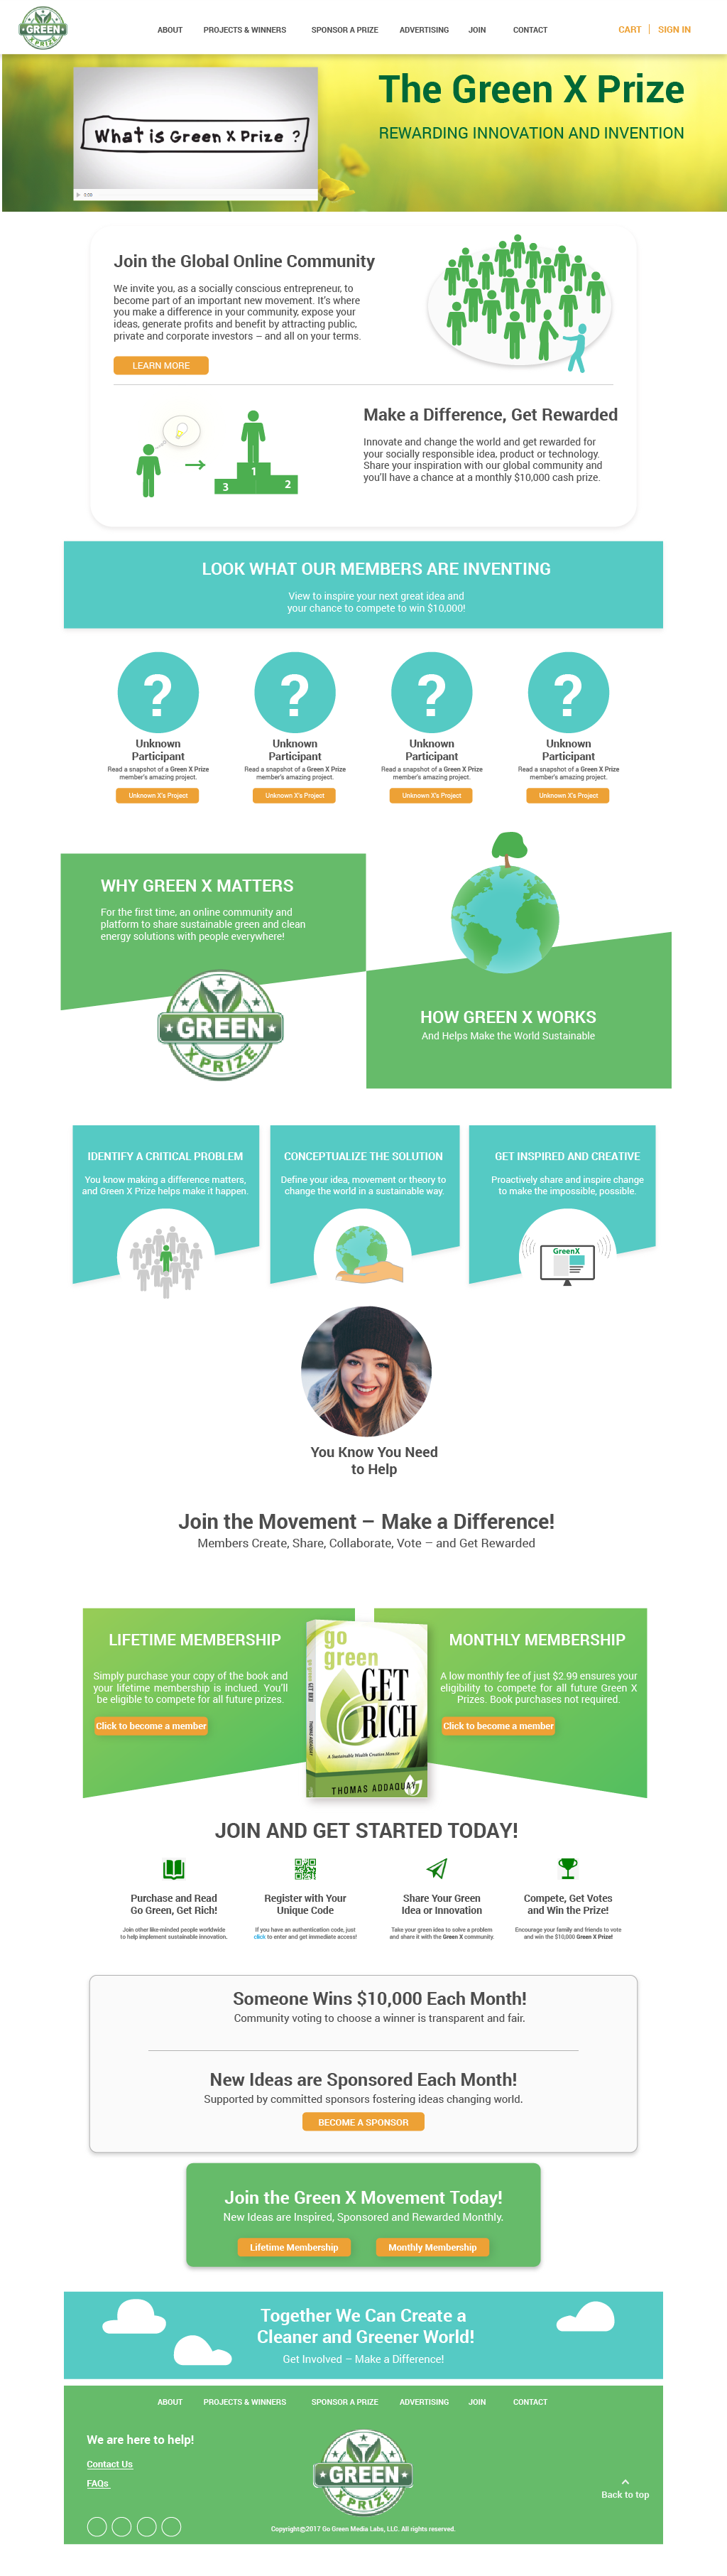 GREEN
X PRIZE
ABOUT
PROJECTS & WINNERS
SPONSOR A PRIZE
ADVERTISING
JOIN
CONTACT
CART
SIGN IN
What is Green X Prize ?
The Green X Prize
REWARDING INNOVATION AND INVENTION
Join the Global Online Community
We invite you, as a socially conscious entrepreneur, to
become part of an important new movement. It's where
you make a difference in your community, expose your
ideas, generate profits and benefit by attracting public,
private and corporate investors – and all on your terms.
LEARN MORE
1
2
3
Make a Difference, Get Rewarded
Innovate and change the world and get rewarded for
your socially responsible idea, product or technology.
Share your inspiration with our global community and
you'll have a chance at a monthly $10,000 cash prize.
LOOK WHAT OUR MEMBERS ARE INVENTING
View to inspire your next great idea and
your chance to compete to win $10,000!
?
Unknown
Participant
Read a snapshot of a Green X Prize
member's amazing project.
Unknown X's Project
?
Unknown
Participant
Read a snapshot of a Green X Prize
member's amazing project.
Unknown X's Project
?
Unknown
Participant
Read a snapshot of a Green X Prize
member's amazing project.
Unknown X's Project
?
Unknown
Participant
Read a snapshot of a Green X Prize
member's amazing project.
Unknown X's Project
WHY GREEN X MATTERS
For the first time, an online community and
platform to share sustainable green and clean
energy solutions with people everywhere!
GREEN
X PRIZE
HOW GREEN X WORKS
And Helps Make the World Sustainable
IDENTIFY A CRITICAL PROBLEM
You know making a difference matters,
and Green X Prize helps make it happen.
CONCEPTUALIZE THE SOLUTION
Define your idea, movement or theory to
change the world in a sustainable way.
GET INSPIRED AND CREATIVE
Proactively share and inspire change
to make the impossible, possible.
GreenX
You Know You Need
to Help
Join the Movement – Make a Difference!
Members Create, Share, Collaborate, Vote – and Get Rewarded
LIFETIME MEMBERSHIP
Simply purchase your copy of the book and
your lifetime membership is inclued. You'll
be eligible to compete for all future prizes.
Click to become a member
go
green
GET
RICH
A Sustainable Wealth Creation Memoir
THOMAS ADDAQUAY
go green GET RICH
THOMAS ADDAQUAY
MONTHLY MEMBERSHIP
A low monthly fee of just $2.99 ensures your
eligibility to compete for all future Green X
Prizes. Book purchases not required.
Click to become a member
JOIN AND GET STARTED TODAY!
Purchase and Read
Go Green, Get Rich!
Join other like-minded people worldwide
to help implement sustainable innovation.
Register with Your
Unique Code
If you have an authentication code, just
click to enter and get immediate access!
Share Your Green
Idea or Innovation
Take your green idea to solve a problem
and share it with the Green X community.
Compete, Get Votes
and Win the Prize!
Encourage your family and friends to vote
and win the $10,000 Green X Prize!
Someone Wins $10,000 Each Month!
Community voting to choose a winner is transparent and fair.
New Ideas are Sponsored Each Month!
Supported by committed sponsors fostering ideas changing world.
BECOME A SPONSOR
Join the Green X Movement Today!
New Ideas are Inspired, Sponsored and Rewarded Monthly.
Lifetime Membership
Monthly Membership
Together We Can Create a
Cleaner and Greener World!
Get Involved – Make a Difference!
ABOUT
PROJECTS & WINNERS
SPONSOR A PRIZE
ADVERTISING
JOIN
CONTACT
We are here to help!
Contact Us
FAQs
GREEN
X PRIZE
Back to top
Copyright@2017 Go Green Media Labs, LLC. All rights reserved.